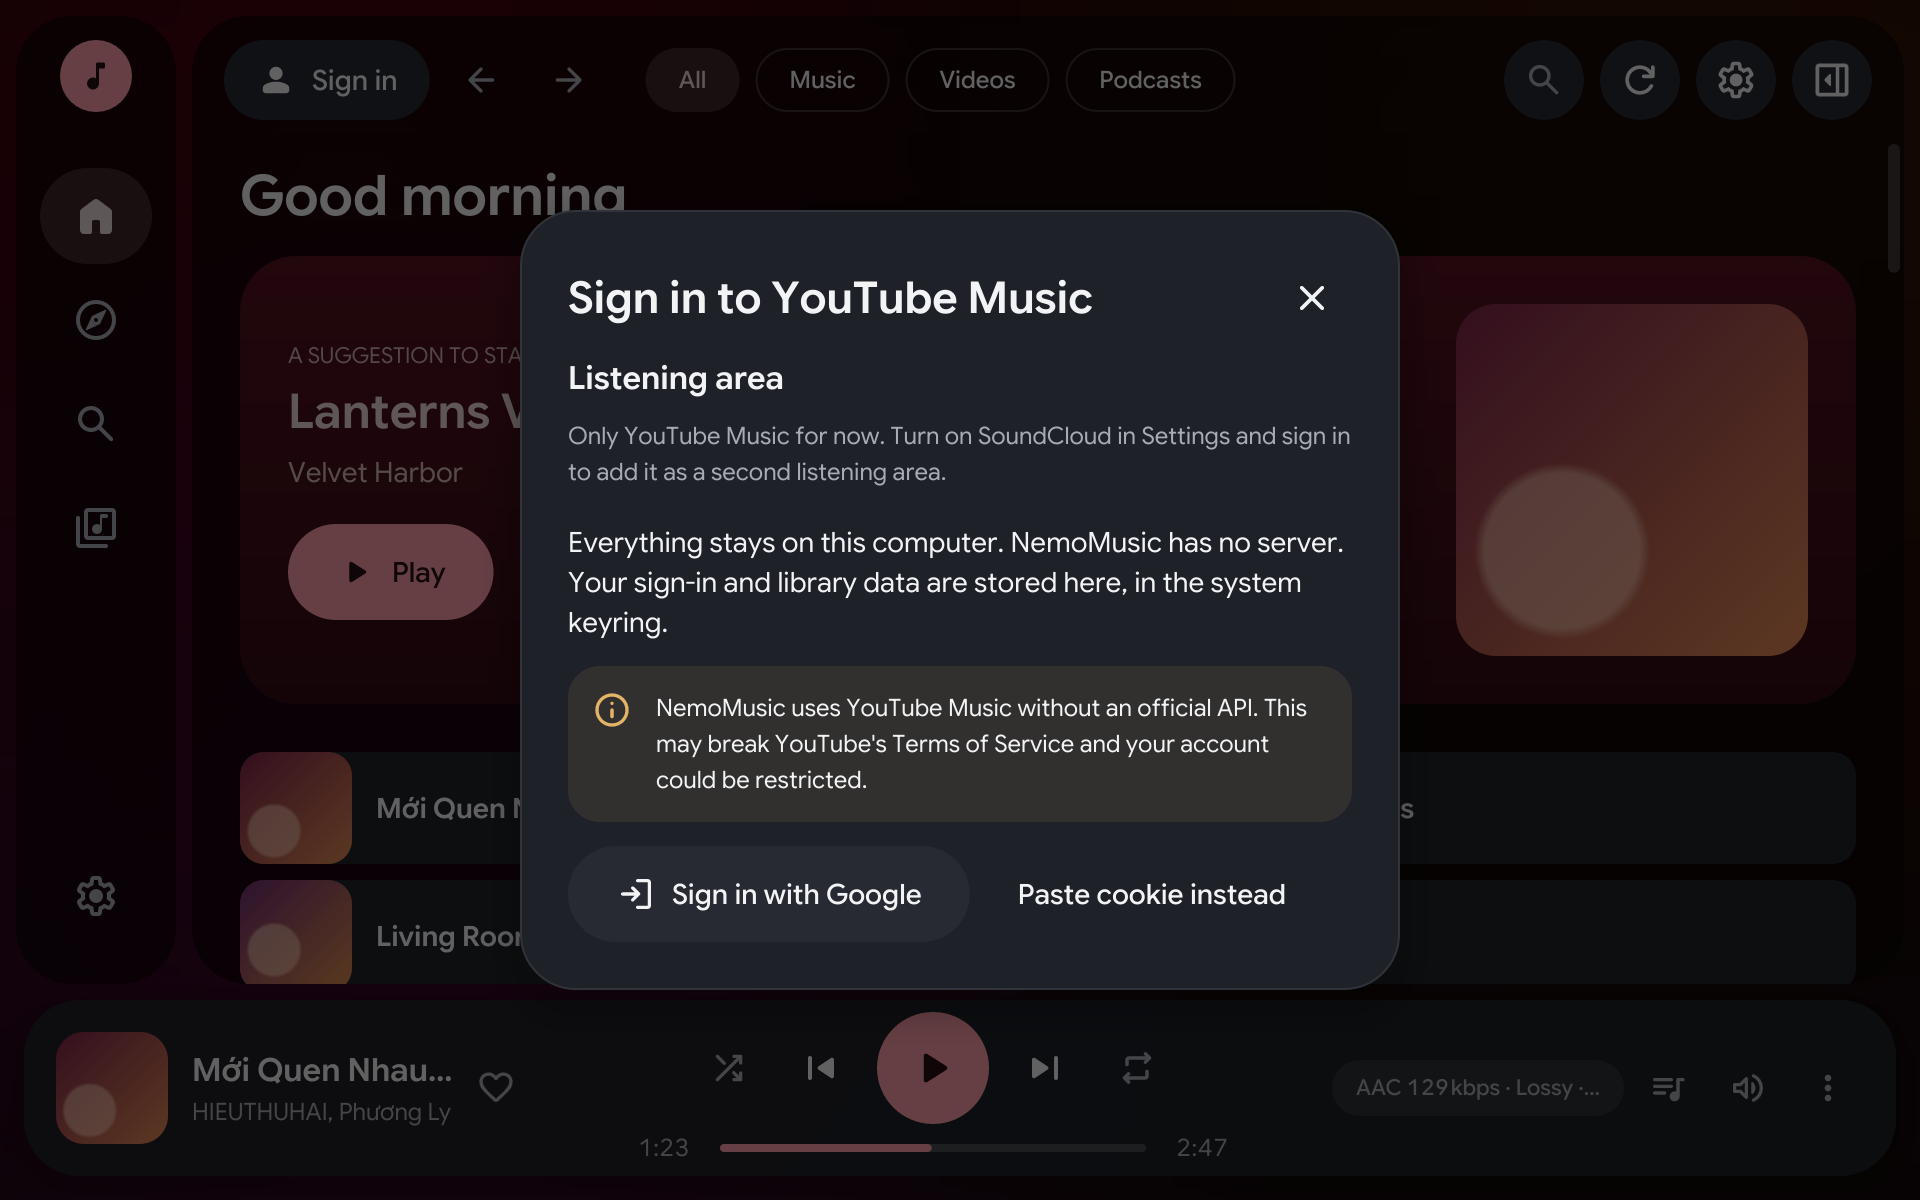 Sign in
All
Music
Videos
Podcasts
Good morning
A SUGGESTION TO STA
Lanterns V
Velvet Harbor
Play
Mới Quen N
s
Living Roo
Sign in to YouTube Music
Listening area
Only YouTube Music for now. Turn on SoundCloud in Settings and sign in
to add it as a second listening area.
Everything stays on this computer. NemoMusic has no server.
Your sign-in and library data are stored here, in the system
keyring.
NemoMusic uses YouTube Music without an official API. This
may break YouTube's Terms of Service and your account
could be restricted.
Sign in with Google
Paste cookie instead
Mới Quen Nhau...
HIEUTHUHAI, Phương Ly
1:23
2:47
AAC 129kbps · Lossy ·...